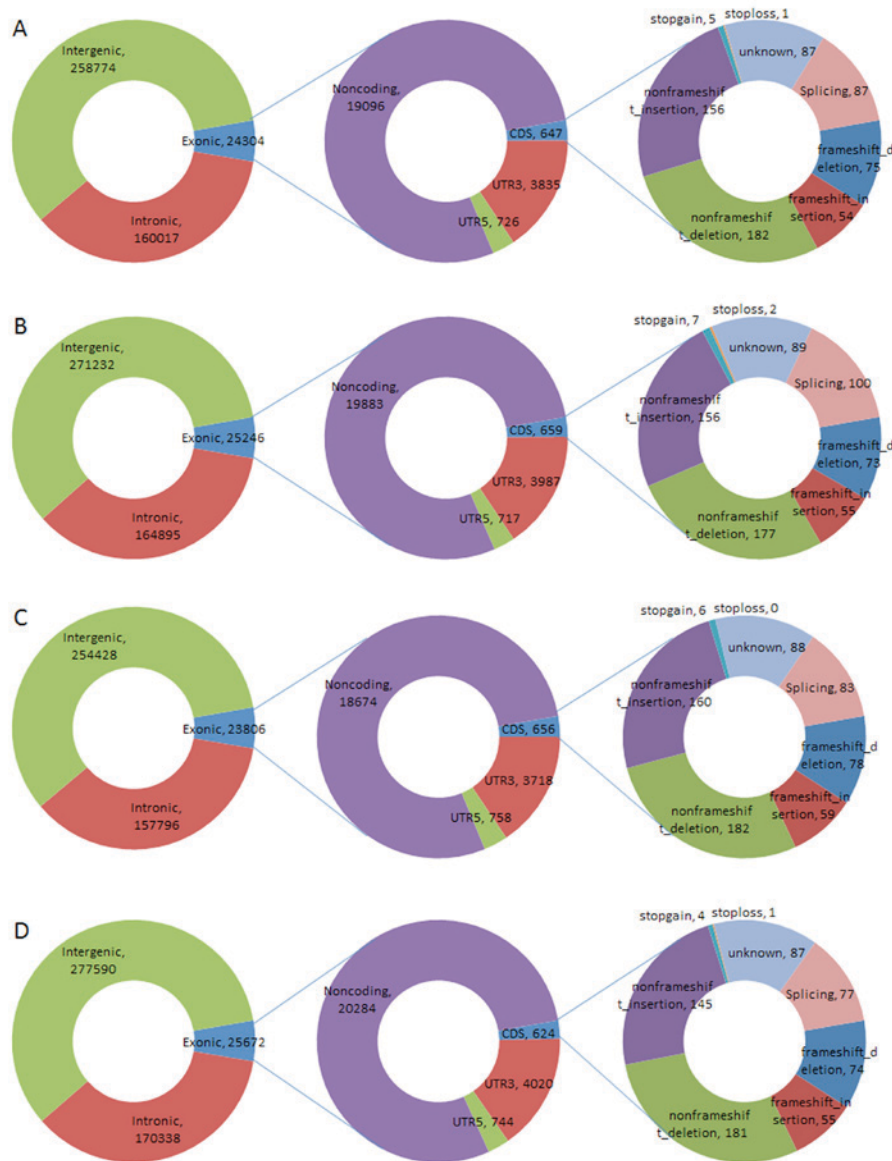 A
Intergenic,
258774
Exonic, 24304
Intronic,
160017
Noncoding,
19096
CDS, 647
UTR3, 3835
UTR5, 726
stopgain, 5
stoploss, 1
unknown, 87
Splicing, 87
frameshift_d
eletion, 75
frameshift_in
sertion, 54
nonframeshif
t_deletion, 182
nonframeshif
t_insertion, 156
B
Intergenic,
271232
Exonic, 25246
Intronic,
164895
Noncoding,
19883
CDS, 659
UTR3, 3987
UTR5, 717
stopgain, 7
stoploss, 2
unknown, 89
Splicing, 100
frameshift_d
eletion, 73
frameshift_in
sertion, 55
nonframeshif
t_deletion, 177
nonframeshif
t_insertion, 156
C
Intergenic,
254428
Exonic, 23806
Intronic,
157796
Noncoding,
18674
CDS, 656
UTR3, 3718
UTR5, 758
stopgain, 6
stoploss, 0
unknown, 88
Splicing, 83
frameshift_d
eletion, 78
frameshift_in
sertion, 59
nonframeshif
t_deletion, 182
nonframeshif
t_insertion, 160
D
Intergenic,
277590
Exonic, 25672
Intronic,
170338
Noncoding,
20284
CDS, 624
UTR3, 4020
UTR5, 744
stopgain, 4
stoploss, 1
unknown, 87
Splicing, 77
frameshift_d
eletion, 74
frameshift_in
sertion, 55
nonframeshif
t_deletion, 181
nonframeshif
t_insertion, 145